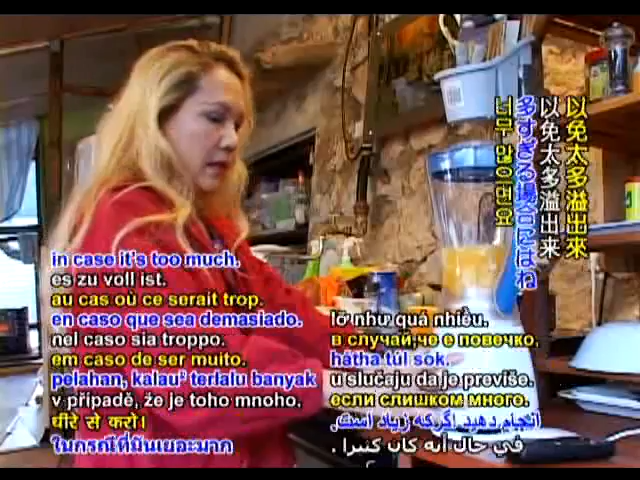 in case it's too much.
es zu voll ist.
au cas où ce serait trop.
en caso que sea demasiado.
nel caso sia troppo.
em caso de ser muito.
pelahan, kalau² terlalu banyak
v případě, že je toho mnoho,
धीरे से करो।
ในกรณีที่มันเยอะมาก
lỡ như quá nhiều.
в случай,че е повечко,
hátha túl sok.
u slučaju da je previše.
если слишком много.
انجام دهید اگرکه زیاد است.
في حال أنه كان كثيرا .
以免太多溢出來
以免太多溢出来
多すぎる場合にはね
너무 많으면요